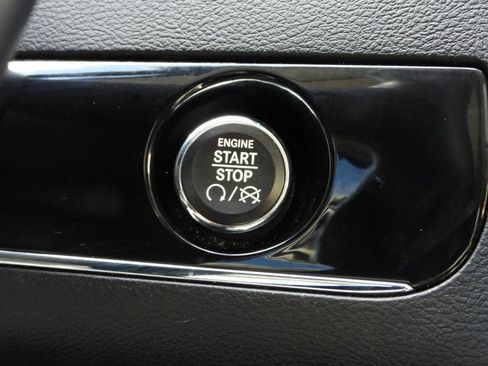 ENGINE
START
STOP
/